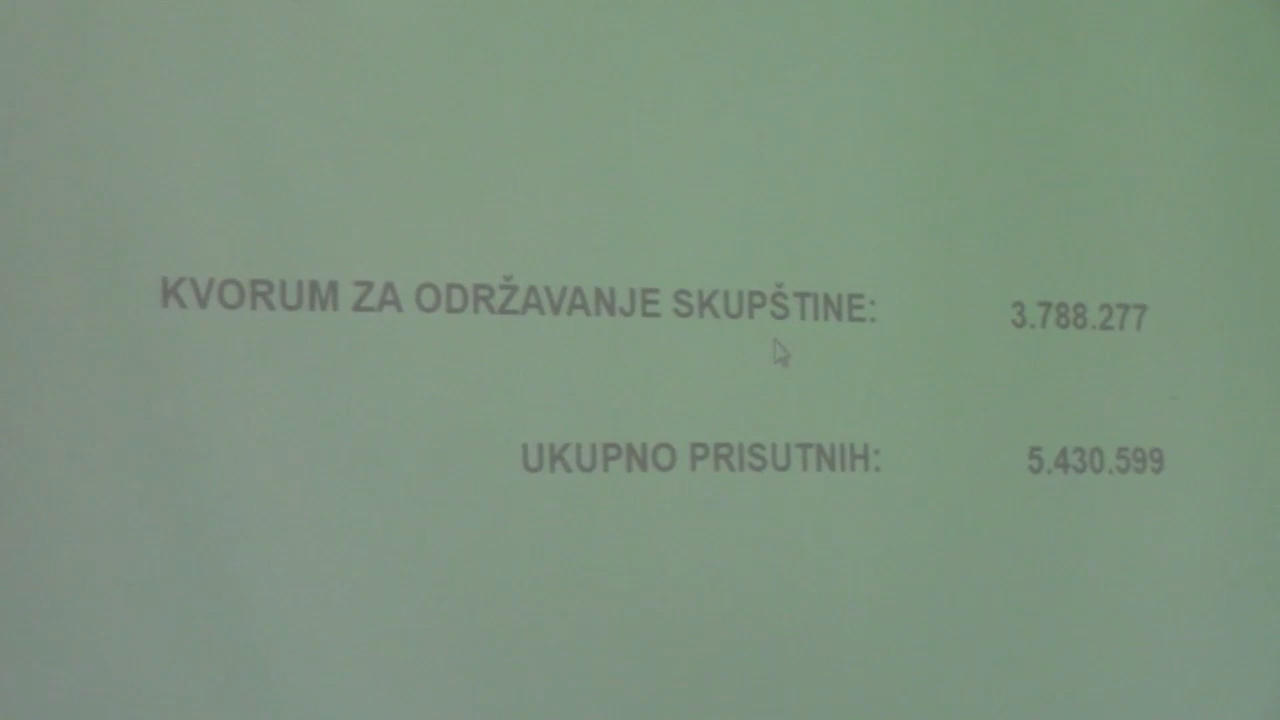 KVORUM ZA ODRŽAVANJE SKUPŠTINE: 3.788.277
UKUPNO PRISUTNIH: 5.430.599